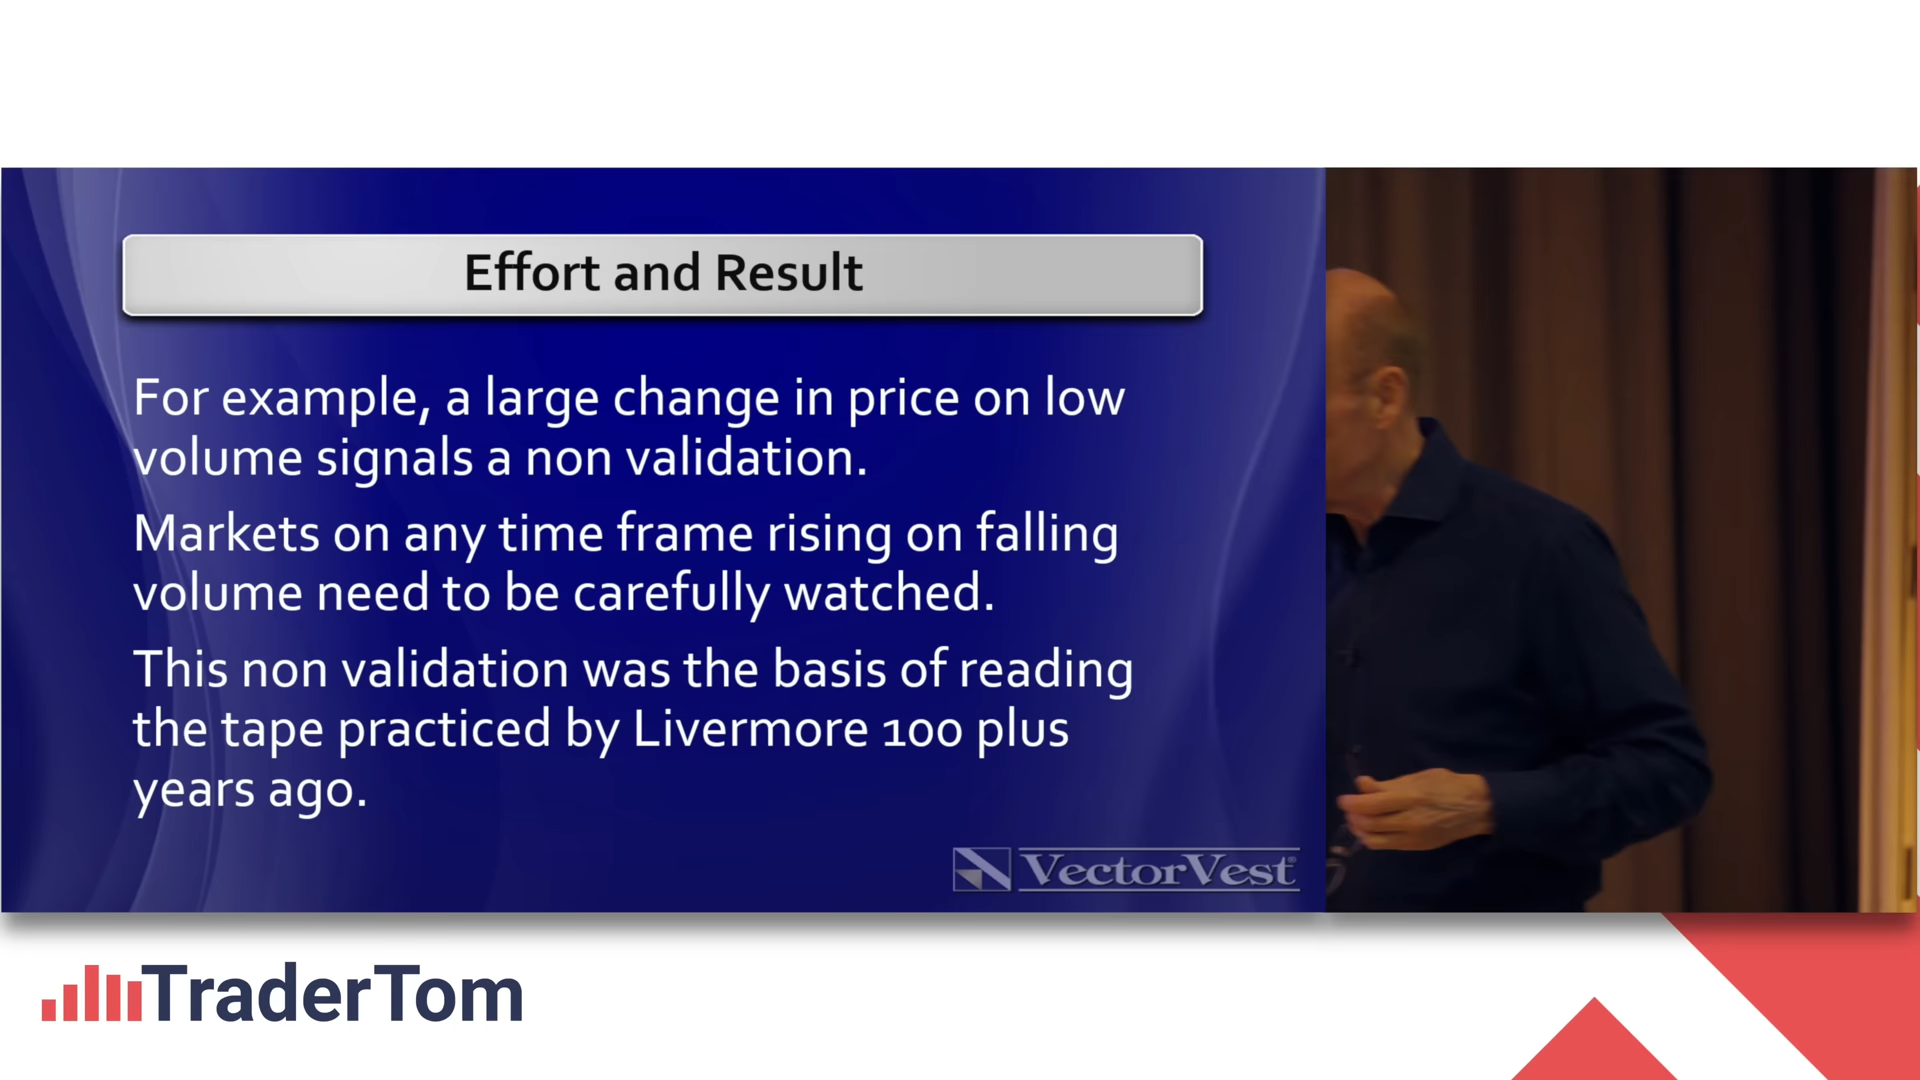 Effort and Result
For example, a large change in price on low
volume signals a non validation.
Markets on any time frame rising on falling
volume need to be carefully watched.
This non validation was the basis of reading
the tape practiced by Livermore 100 plus
years ago.
VectorVest®
TraderTom